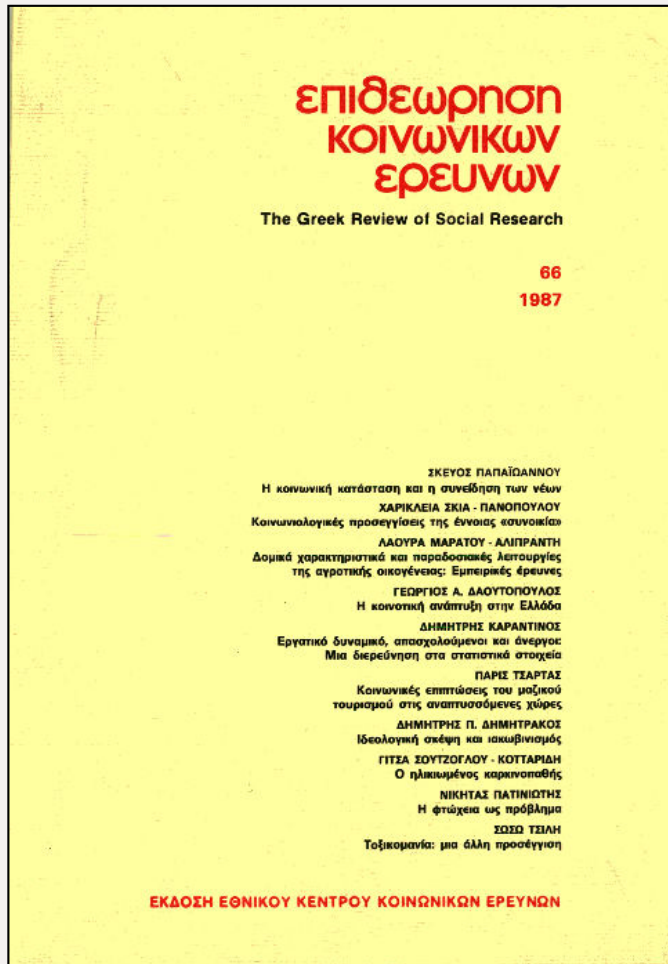 επιθεωρηση
κοινωνικων
ερευνων
The Greek Review of Social Research
66
1987
ΣΚΕΥΟΣ ΠΑΠΑΪΩΑΝΝΟΥ
Η κοινωνική κατάσταση και η συνείδηση των νέων
ΧΑΡΙΚΛΕΙΑ ΣΚΙΑ - ΠΑΝΟΠΟΥΛΟΥ
Κοινωνιολογικές προσεγγίσεις της έννοιας «συνοικία»
ΛΑΟΥΡΑ ΜΑΡΑΤΟΥ - ΑΛΙΠΡΑΝΤΗ
Δομικά χαρακτηριστικά και παραδοσιακές λειτουργίες
της αγροτικής οικογένειας: Εμπειρικές έρευνες
ΓΕΩΡΓΙΟΣ Α. ΔΑΟΥΤΟΠΟΥΛΟΣ
Η κοινοτική ανάπτυξη στην Ελλάδα
ΔΗΜΗΤΡΗΣ ΚΑΡΑΝΤΙΝΟΣ
Εργατικό δυναμικό, απασχολούμενοι και άνεργοι:
Μια διερεύνηση στα στατιστικά στοιχεία
ΠΑΡΙΣ ΤΣΑΡΤΑΣ
Κοινωνικές επιπτώσεις του μαζικού
τουρισμού στις αναπτυσσόμενες χώρες
ΔΗΜΗΤΡΗΣ Π. ΔΗΜΗΤΡΑΚΟΣ
Ιδεολογική σκέψη και ιακωβινισμός
ΓΙΤΣΑ ΣΟΥΤΖΟΓΛΟΥ - ΚΟΤΤΑΡΙΔΗ
Ο ηλικιωμένος καρκινοπαθής
ΝΙΚΗΤΑΣ ΠΑΤΙΝΙΩΤΗΣ
Η φτώχεια ως πρόβλημα
ΣΩΣΩ ΤΣΙΛΗ
Τοξικομανία: μια άλλη προσέγγιση
ΕΚΔΟΣΗ ΕΘΝΙΚΟΥ ΚΕΝΤΡΟΥ ΚΟΙΝΩΝΙΚΩΝ ΕΡΕΥΝΩΝ